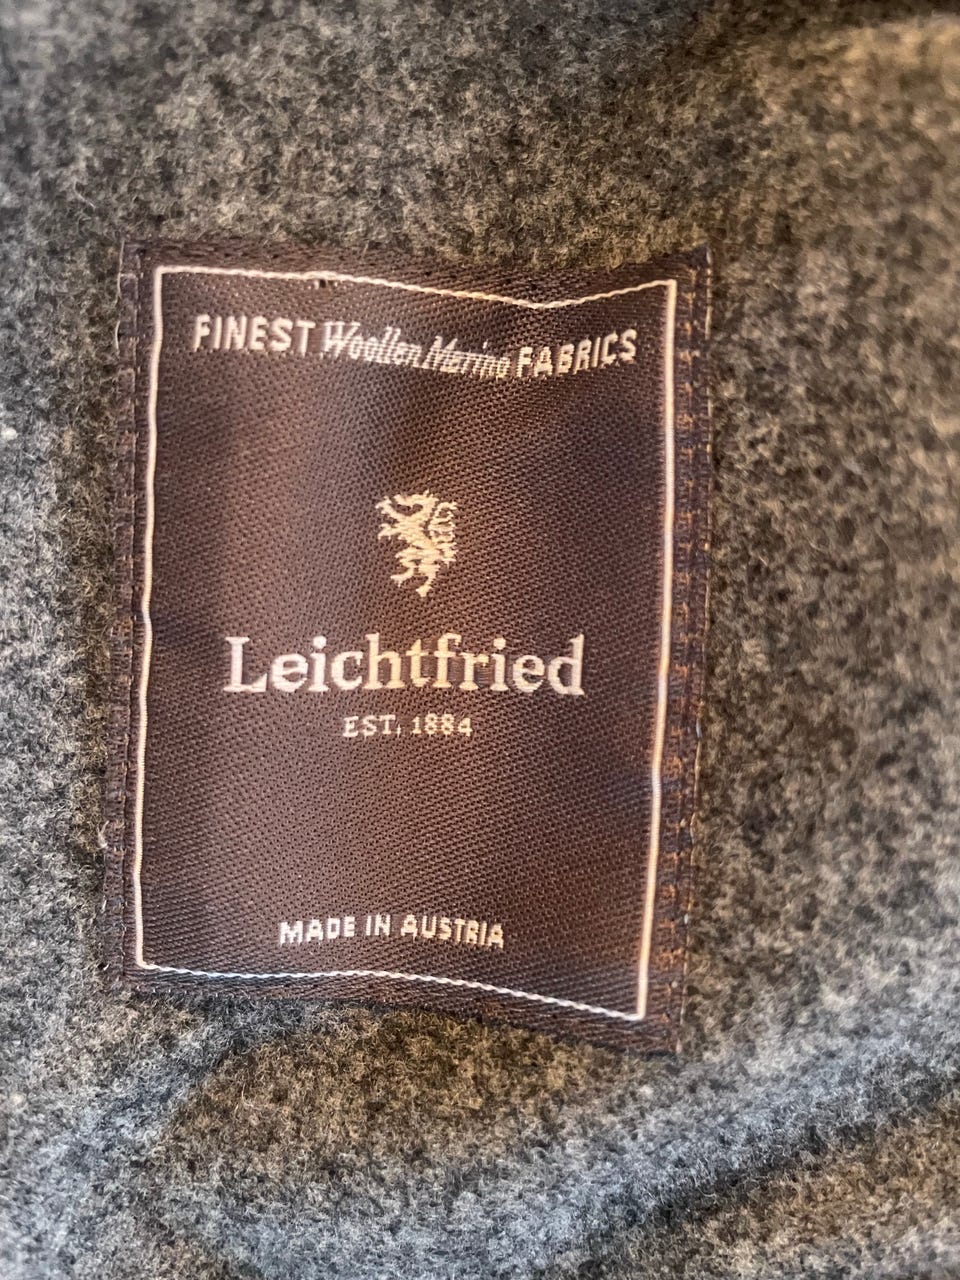 FINEST Woollen Merino FABRICS
Leichtfried
EST. 1884
MADE IN AUSTRIA